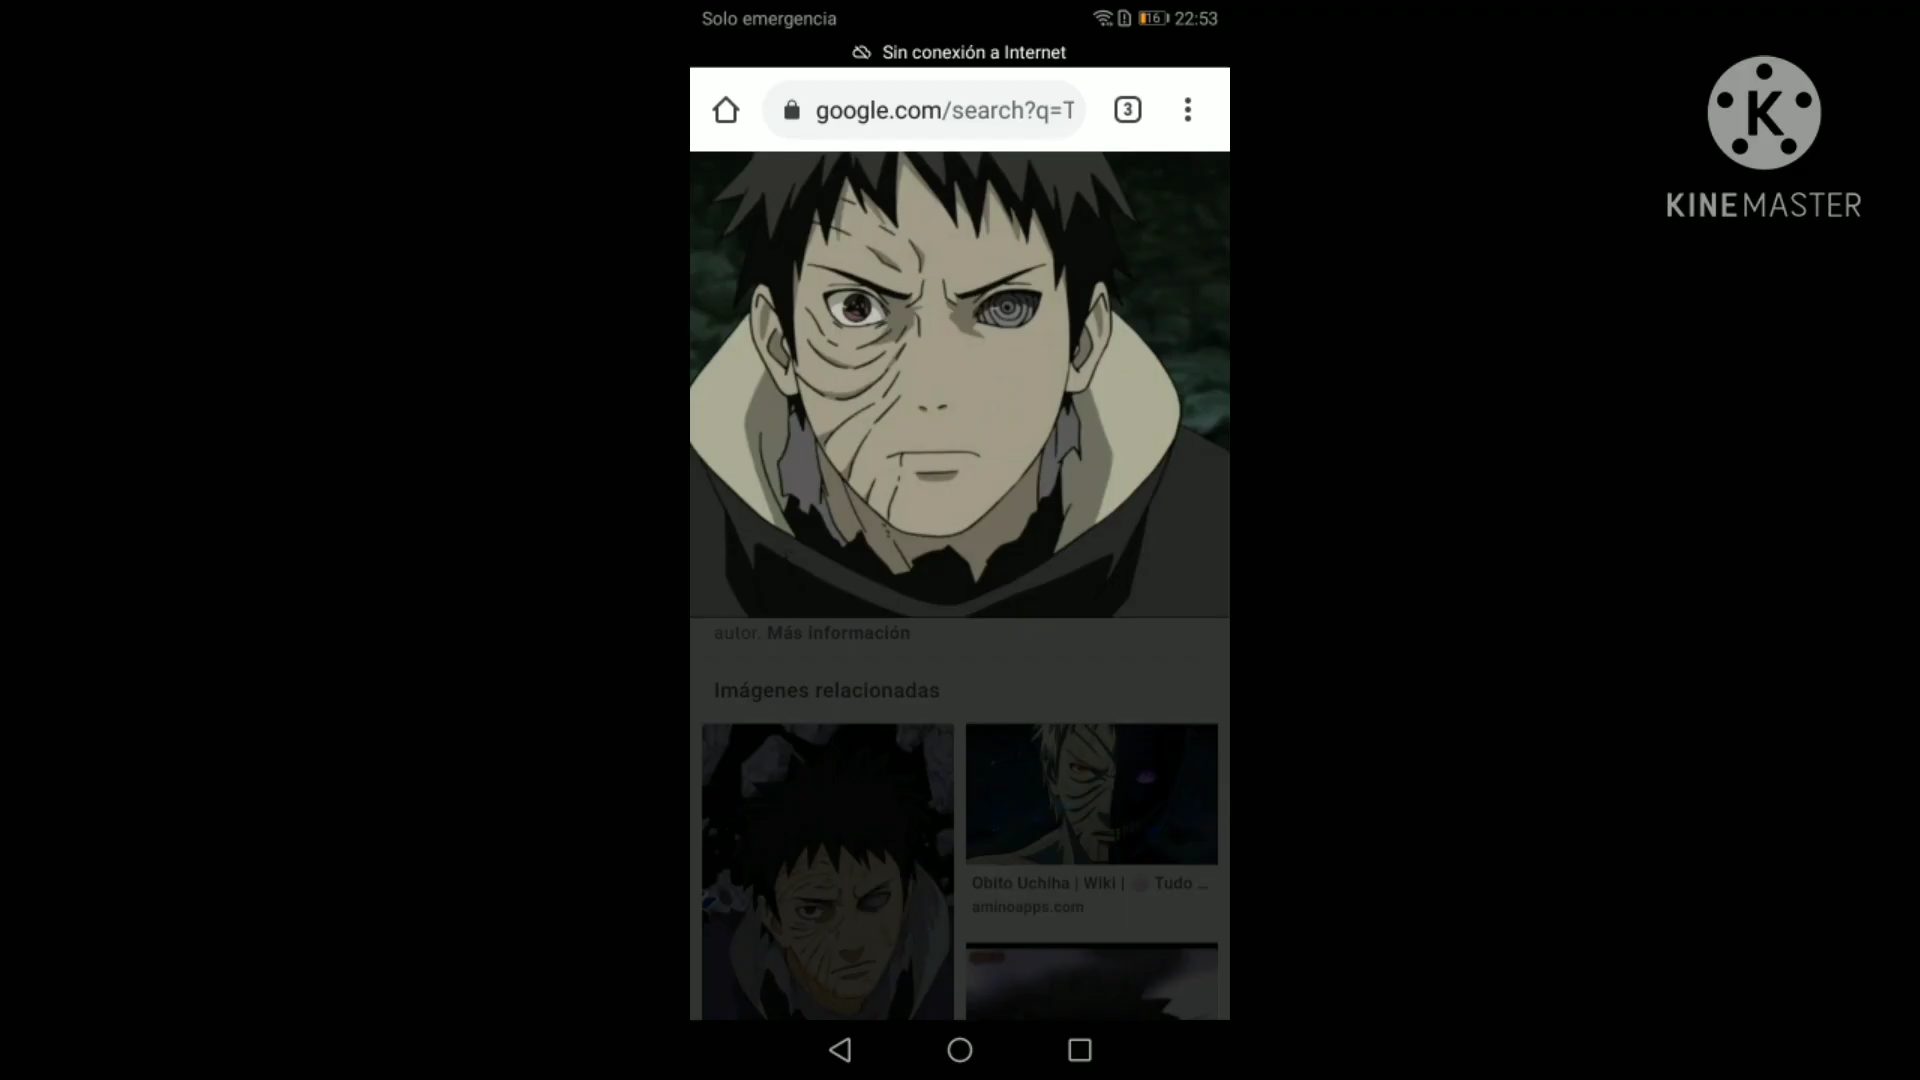 Solo emergencia
16 22:53
Sin conexión a Internet
google.com/search?q=T
3
K
KINEMASTER
autor. Más información
Imágenes relacionadas
Obito Uchiha | Wiki | Tudo ...
aminoapps.com